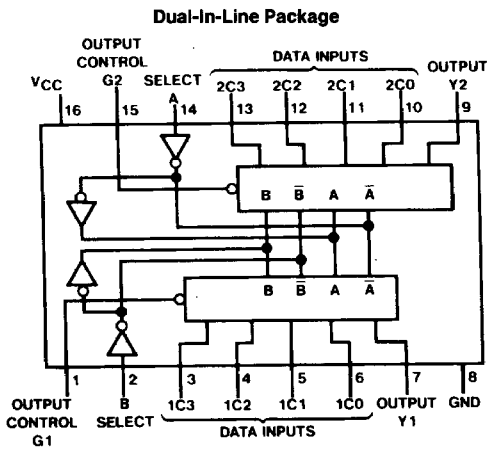 Dual-In-Line Package
OUTPUT
CONTROL
G2
SELECT
A
DATA INPUTS
OUTPUT
Y2
VCC
2C3
2C2
2C1
2C0
16
15
14
13
12
11
10
9
B
B̅
A
A̅
B
B̅
A
A̅
1
2
3
4
5
6
7
8
OUTPUT
CONTROL
G1
B
SELECT
1C3
1C2
1C1
1C0
DATA INPUTS
OUTPUT
Y1
GND